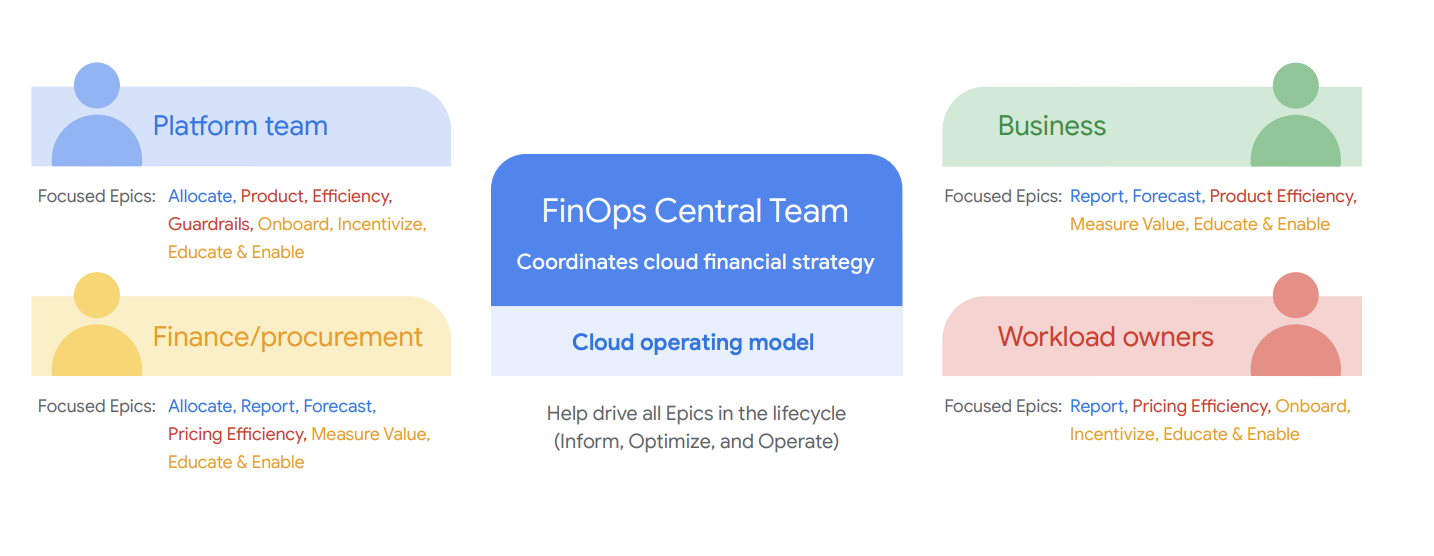 Platform team
Focused Epics: Allocate, Product, Efficiency,
Guardrails, Onboard, Incentivize,
Educate & Enable
Finance/procurement
Focused Epics: Allocate, Report, Forecast,
Pricing Efficiency, Measure Value,
Educate & Enable
FinOps Central Team
Coordinates cloud financial strategy
Cloud operating model
Help drive all Epics in the lifecycle
(Inform, Optimize, and Operate)
Business
Focused Epics: Report, Forecast, Product Efficiency,
Measure Value, Educate & Enable
Workload owners
Focused Epics: Report, Pricing Efficiency, Onboard,
Incentivize, Educate & Enable